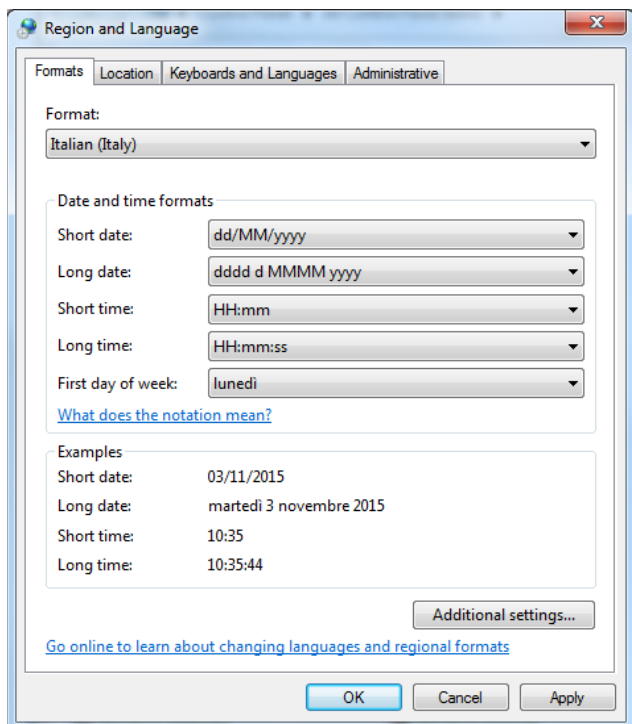 Region and Language
Formats Location Keyboards and Languages Administrative
Format:
Italian (Italy)
Date and time formats
Short date: dd/MM/yyyy
Long date: dddd d MMMM yyyy
Short time: HH:mm
Long time: HH:mm:ss
First day of week: lunedì
What does the notation mean?
Examples
Short date: 03/11/2015
Long date: martedì 3 novembre 2015
Short time: 10:35
Long time: 10:35:44
Additional settings...
Go online to learn about changing languages and regional formats
OK Cancel Apply